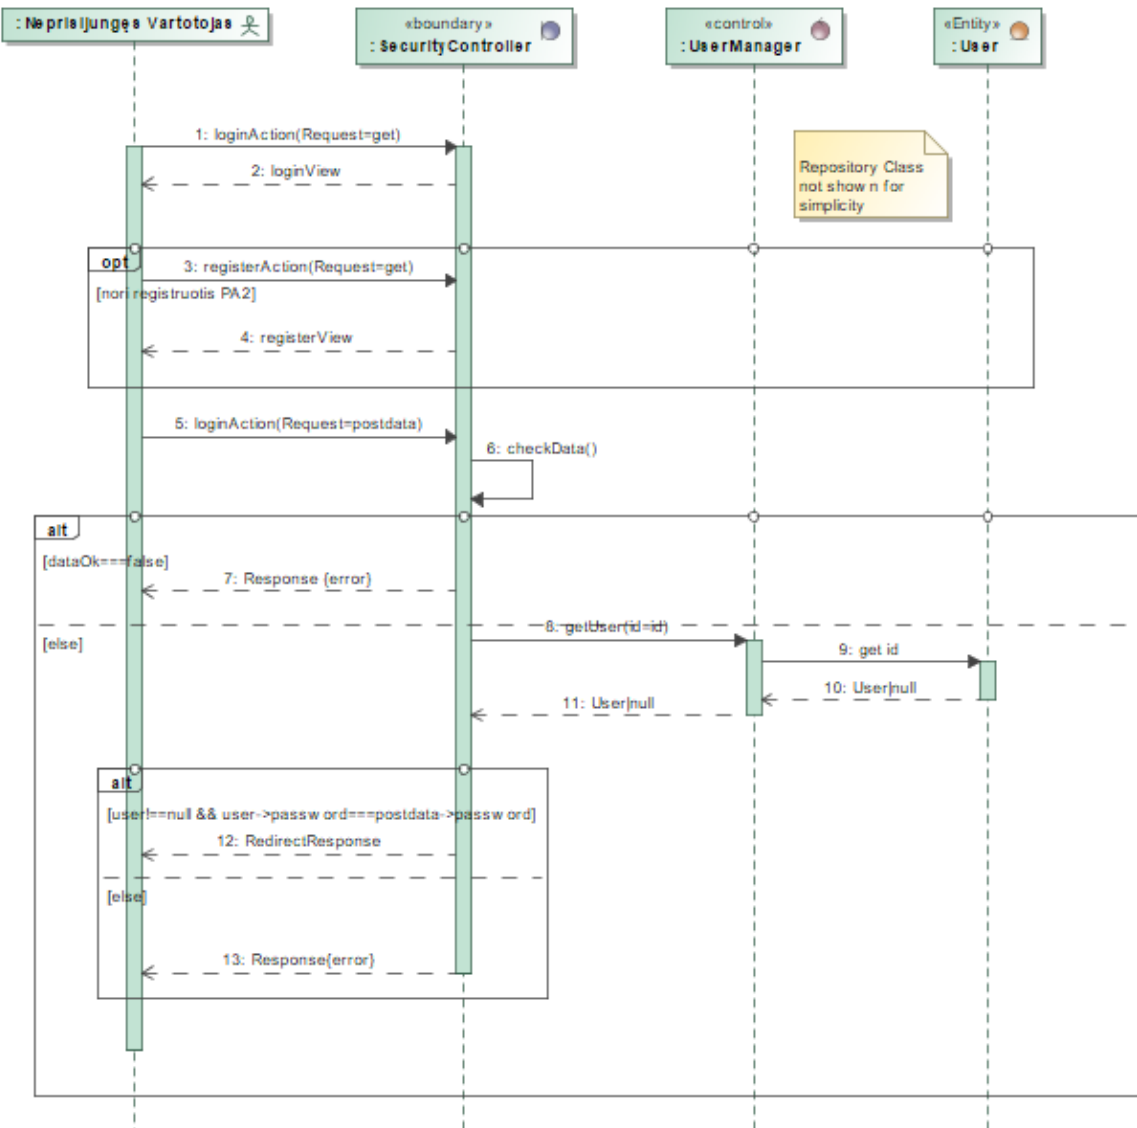 : Neprisijungęs Vartotojas
«boundary»
: SecurityController
«control»
: UserManager
«Entity»
: User
1: loginAction(Request=get)
2: loginView
Repository Class
not shown for
simplicity
opt
3: registerAction(Request=get)
[nori registruotis PA2]
4: registerView
5: loginAction(Request=postdata)
6: checkData()
alt
[dataOk===false]
7: Response {error}
8: getUser(id=id)
[else]
9: get id
10: User|null
11: User|null
alt
[user!==null && user->password===postdata->password]
12: RedirectResponse
[else]
13: Response{error}